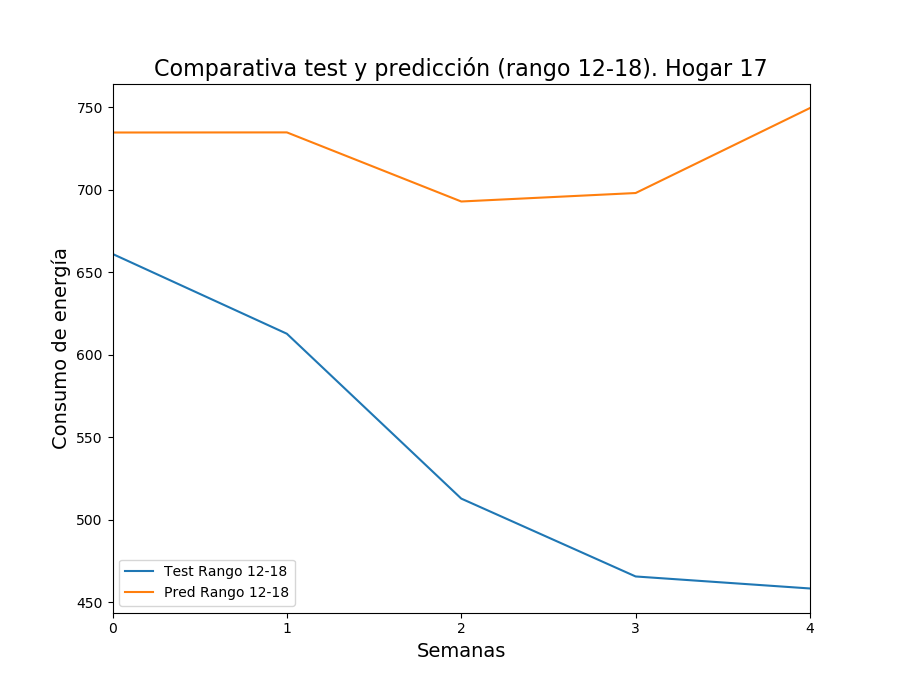 Comparativa test y predicción (rango 12-18). Hogar 17
Consumo de energía
750
700
650
600
550
500
450
Test Rango 12-18
Pred Rango 12-18
0 1 2 3 4
Semanas